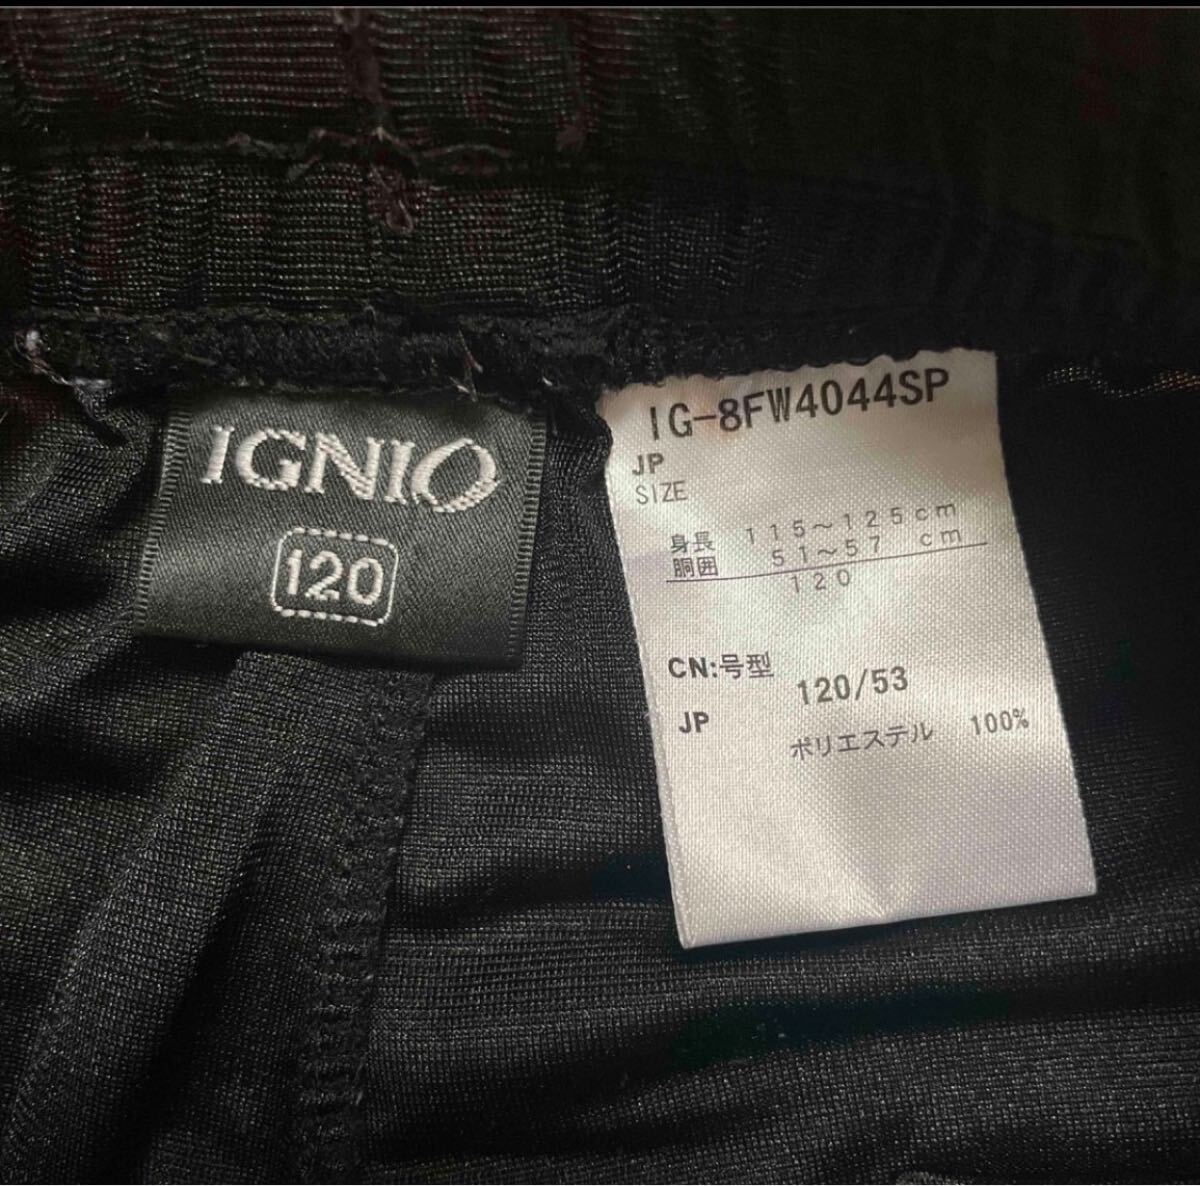 IGNIO
120
IG-8FW4044SP
JP
SIZE
身長 115～125cm
胴囲 51～57 cm
120
CN:号型 120/53
JP ポリエステル 100%